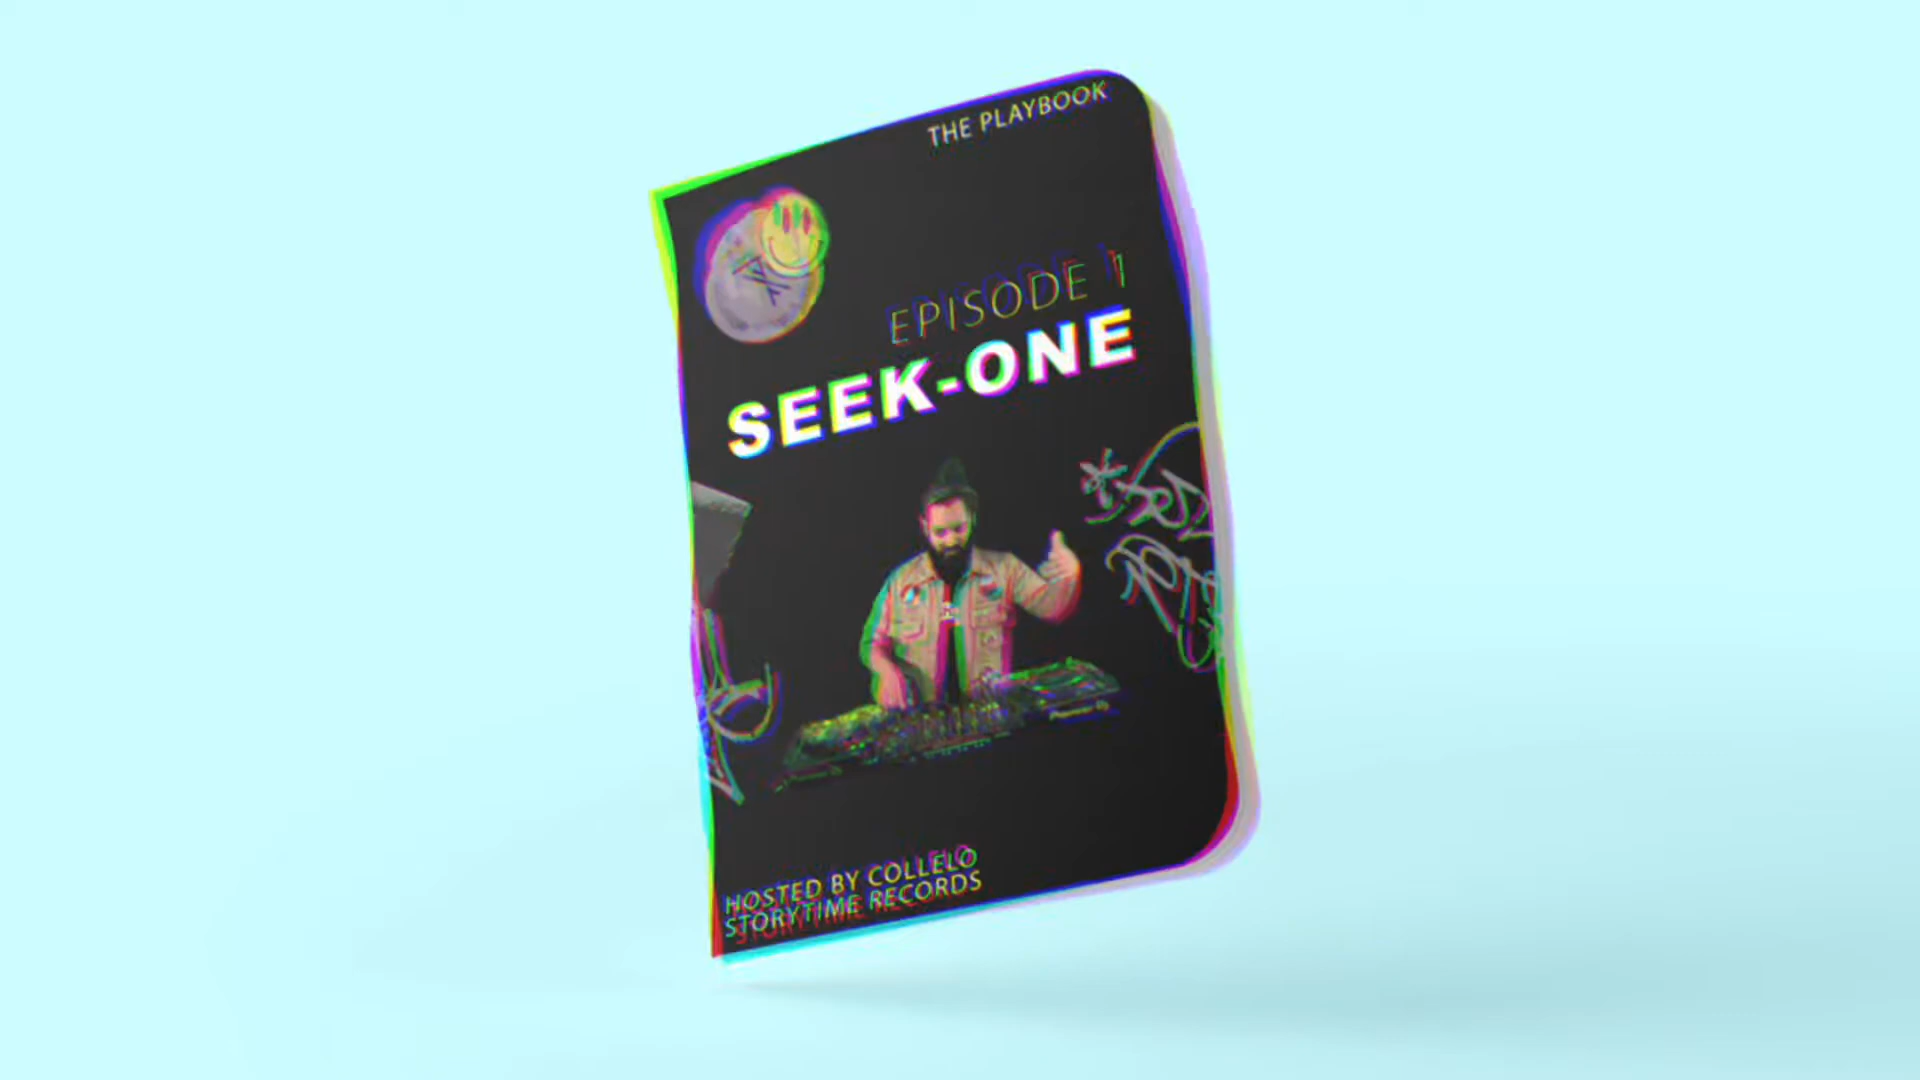 THE PLAYBOOK
EPISODE 1
SEEK-ONE
HOSTED BY COLLELO
STORYTIME RECORDS